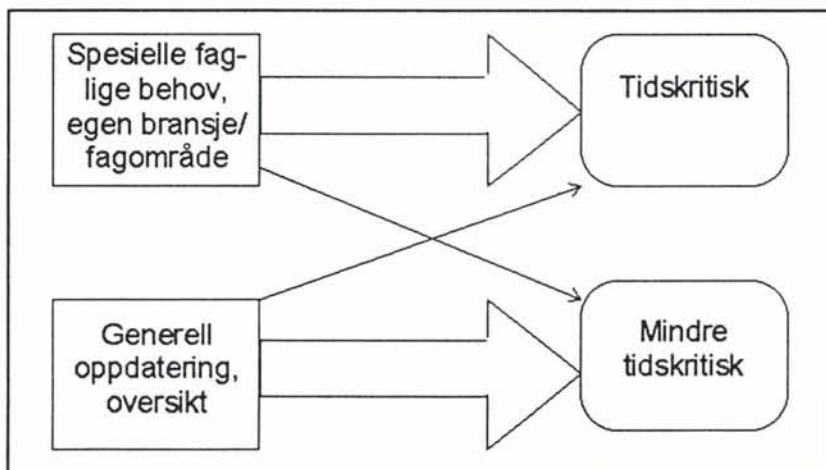 Spesielle fag-
lige behov,
egen bransje/
fagområde
Tidskritisk
Generell
oppdatering,
oversikt
Mindre
tidskritisk